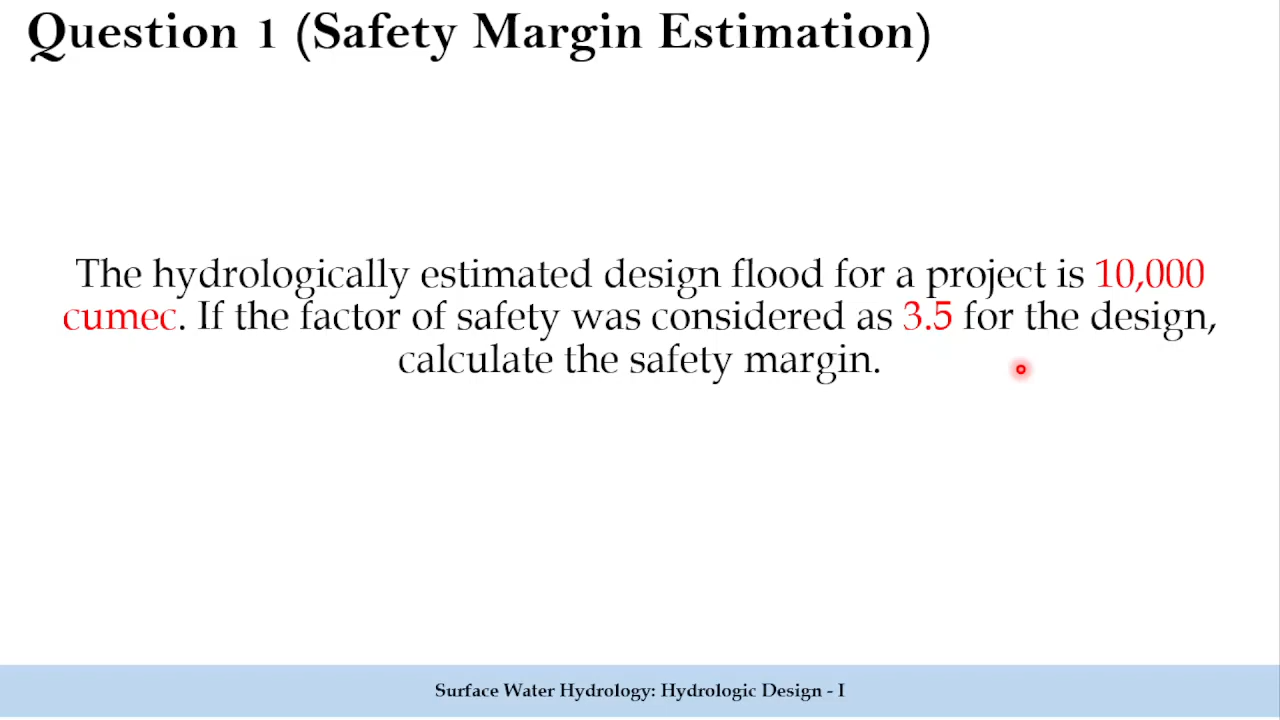 Question 1 (Safety Margin Estimation)
The hydrologically estimated design flood for a project is 10,000
cumec. If the factor of safety was considered as 3.5 for the design,
calculate the safety margin.
Surface Water Hydrology: Hydrologic Design - I